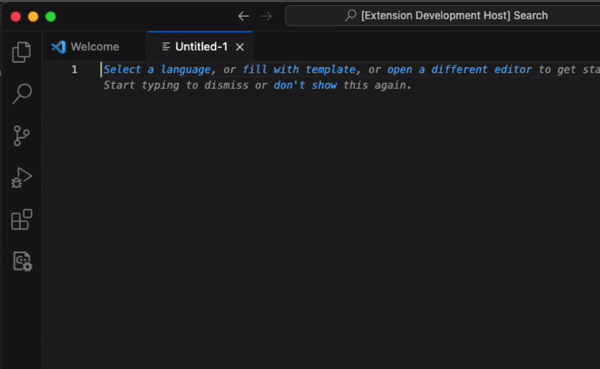 [Extension Development Host] Search
Welcome
Untitled-1
1 Select a language, or fill with template, or open a different editor to get sta
Start typing to dismiss or don't show this again.